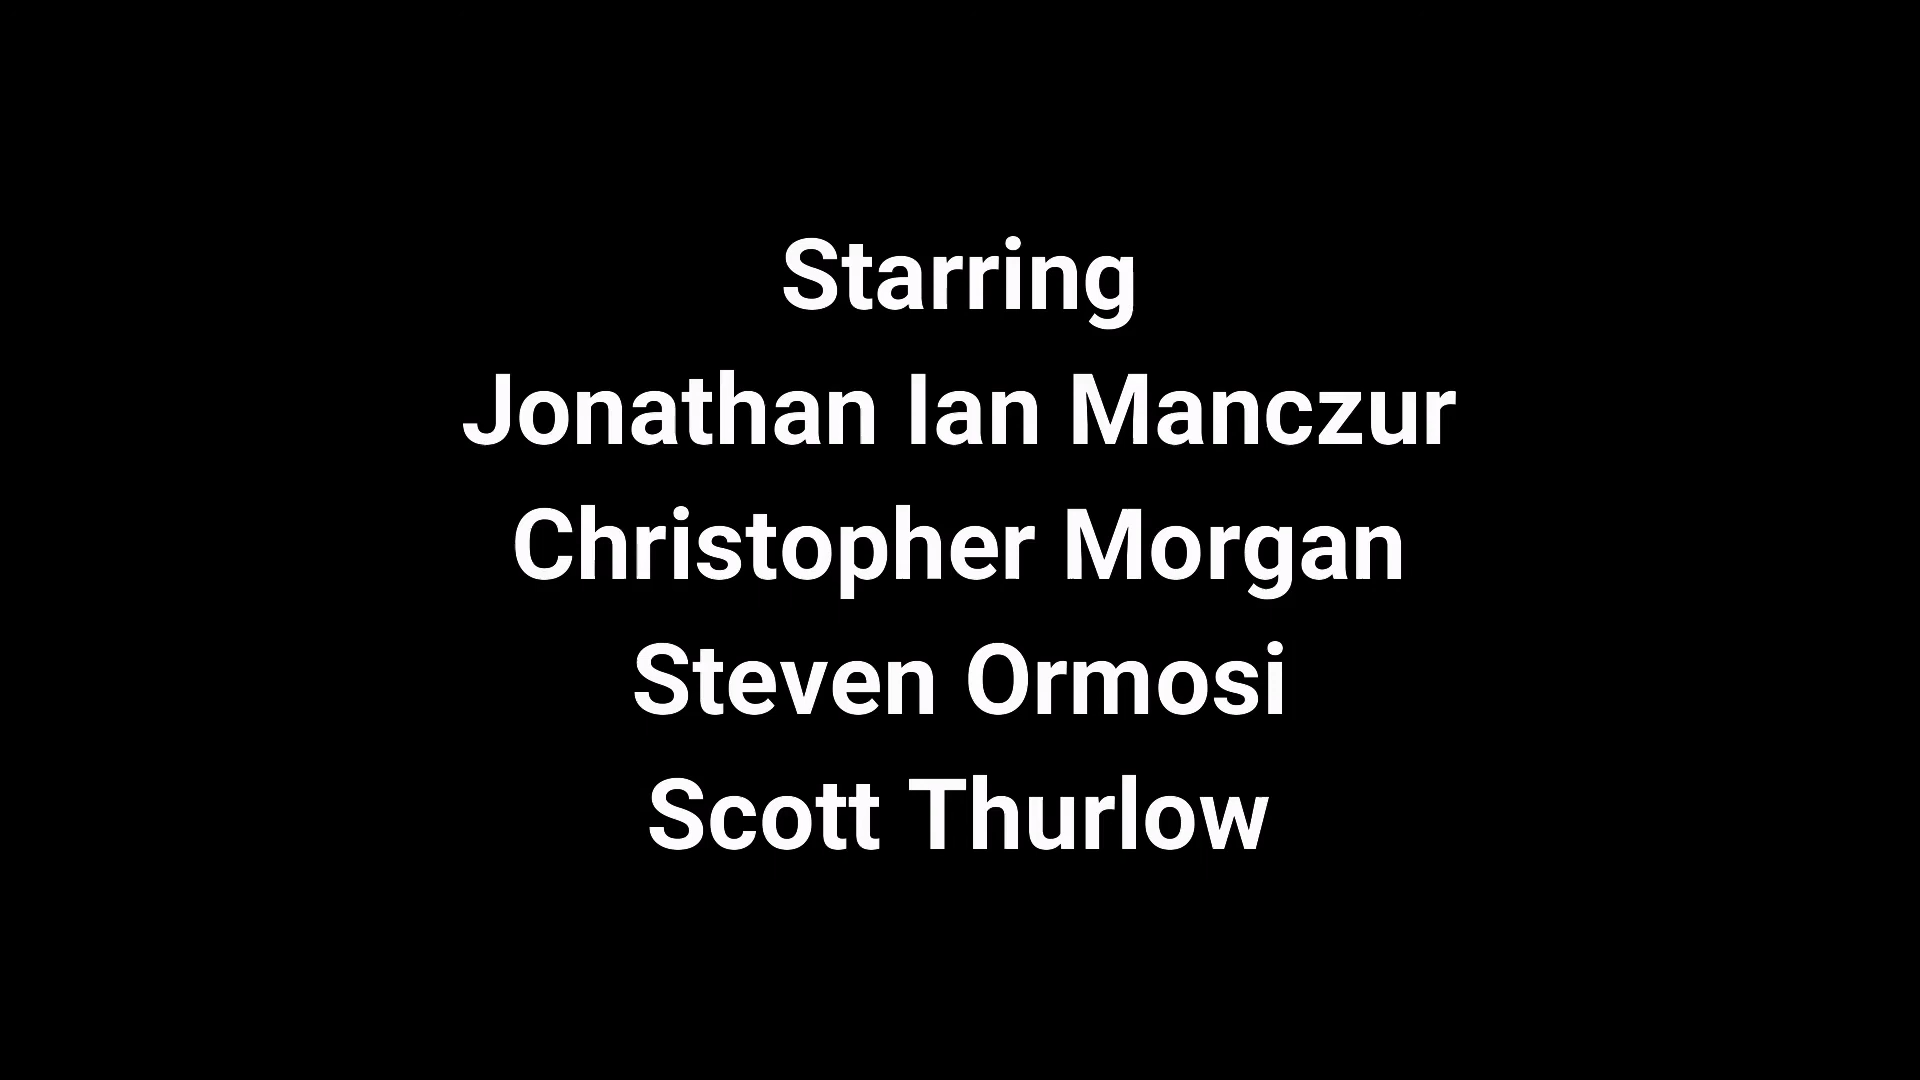 Starring
Jonathan Ian Manczur
Christopher Morgan
Steven Ormosi
Scott Thurlow